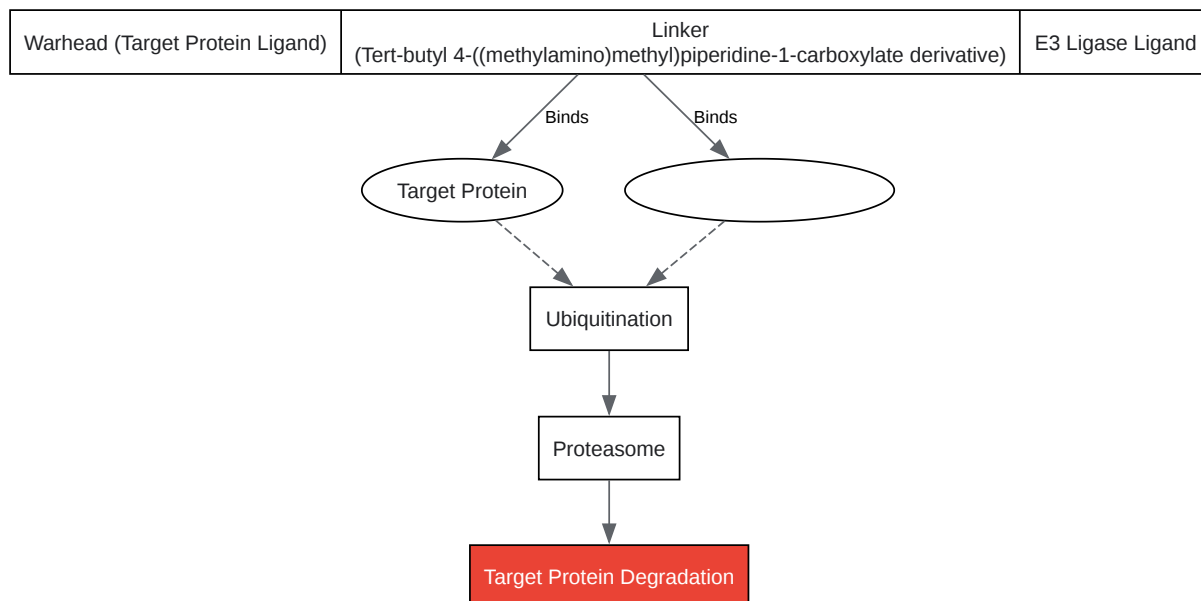 Warhead (Target Protein Ligand)
Linker
(Tert-butyl 4-((methylamino)methyl)piperidine-1-carboxylate derivative)
E3 Ligase Ligand
Binds
Binds
Target Protein
Ubiquitination
Proteasome
Target Protein Degradation